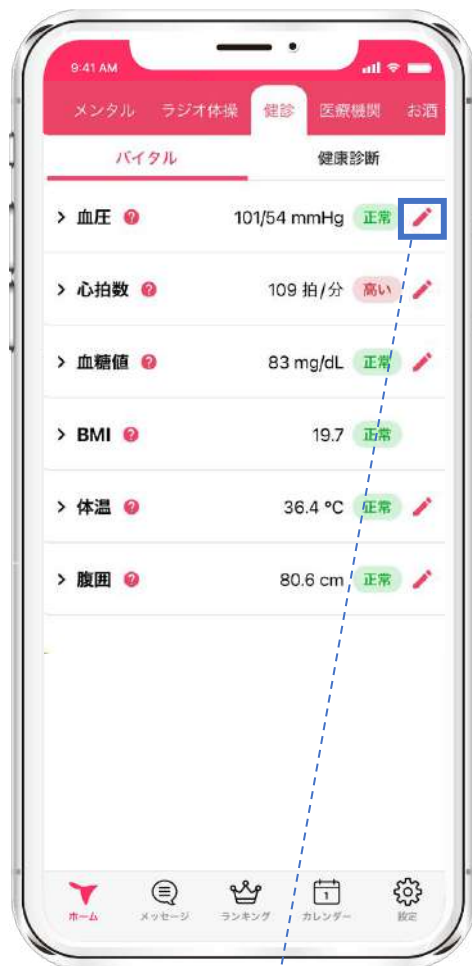 9:41 AM
メンタル ラジオ体操 健診 医療機関 お酒
バイタル 健康診断
> 血圧 ? 101/54 mmHg 正常
> 心拍数 ? 109 拍/分 高い
> 血糖値 ? 83 mg/dL 正常
> BMI ? 19.7 正常
> 体温 ? 36.4 °C 正常
> 腹囲 ? 80.6 cm 正常
1
ホーム メッセージ ランキング カレンダー 設定